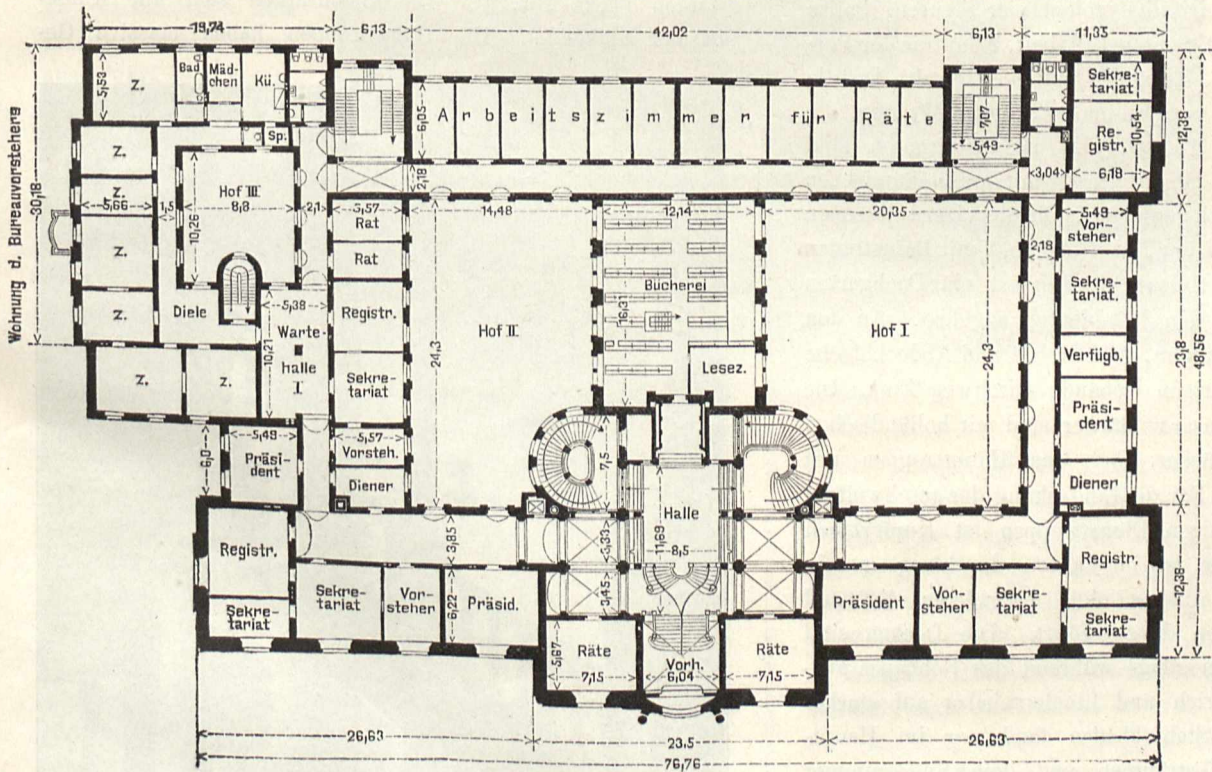 19,74
6,13
42,02
6,13
11,33
Wohnung d. Bureauvorstehers
30,18
5,53
Z.
Bad
Mäd-
chen
Kü.
Sp.
6,05
Arbeitszimmer für Räte
7,07
5,49
Sekre-
tariat
Re-
gistr.
10,54
6,18
3,04
12,38
2,18
Z.
Z.
5,66
1,5
Hof III
8,8
10,26
2,1
5,57
Rat
Rat
Registr.
Sekre-
tariat
14,48
12,14
20,35
5,49
Vor-
steher
2,18
Sekre-
tariat.
Z.
Z.
Diele
5,38
Warte-
halle
I
10,21
24,3
Hof II
16,31
Bücherei
Lesez.
Hof I
24,3
Verfügb.
Präsi-
dent
Diener
23,8
48,56
Z.
Z.
6,0
5,49
Präsi-
dent
5,57
Vorsteh.
Diener
7,5
Halle
11,69
8,5
Registr.
Sekre-
tariat
Sekre-
tariat
Vor-
steher
3,85
6,22
Präsid.
5,33
3,45
Präsident
Vor-
steher
Sekre-
tariat
Registr.
Sekre-
tariat
12,38
5,67
Räte
7,15
Vorh.
6,04
Räte
7,15
26,63
23,5
26,63
76,76